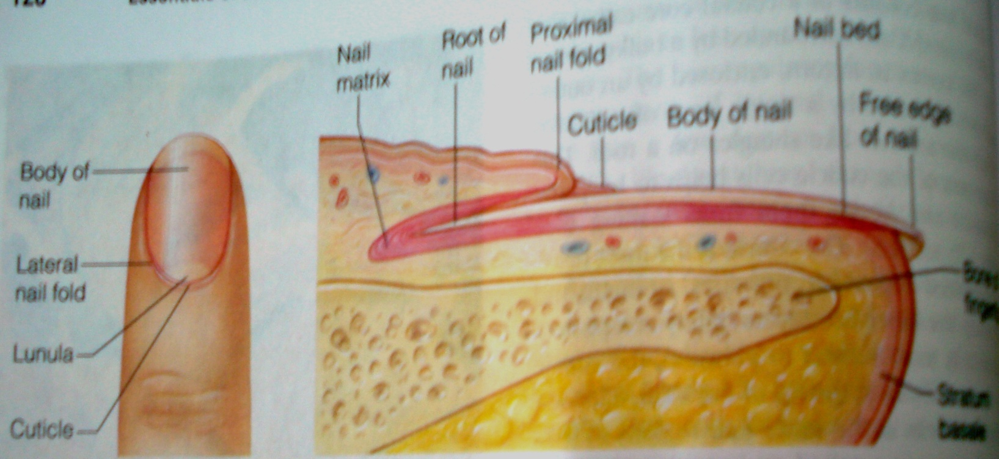 120
Nail
matrix
Root of
nail
Proximal
nail fold
Nail bed
Cuticle
Body of nail
Free edge
of nail
Body of
nail
Lateral
nail fold
Lunula
Cuticle
Stratum
basale